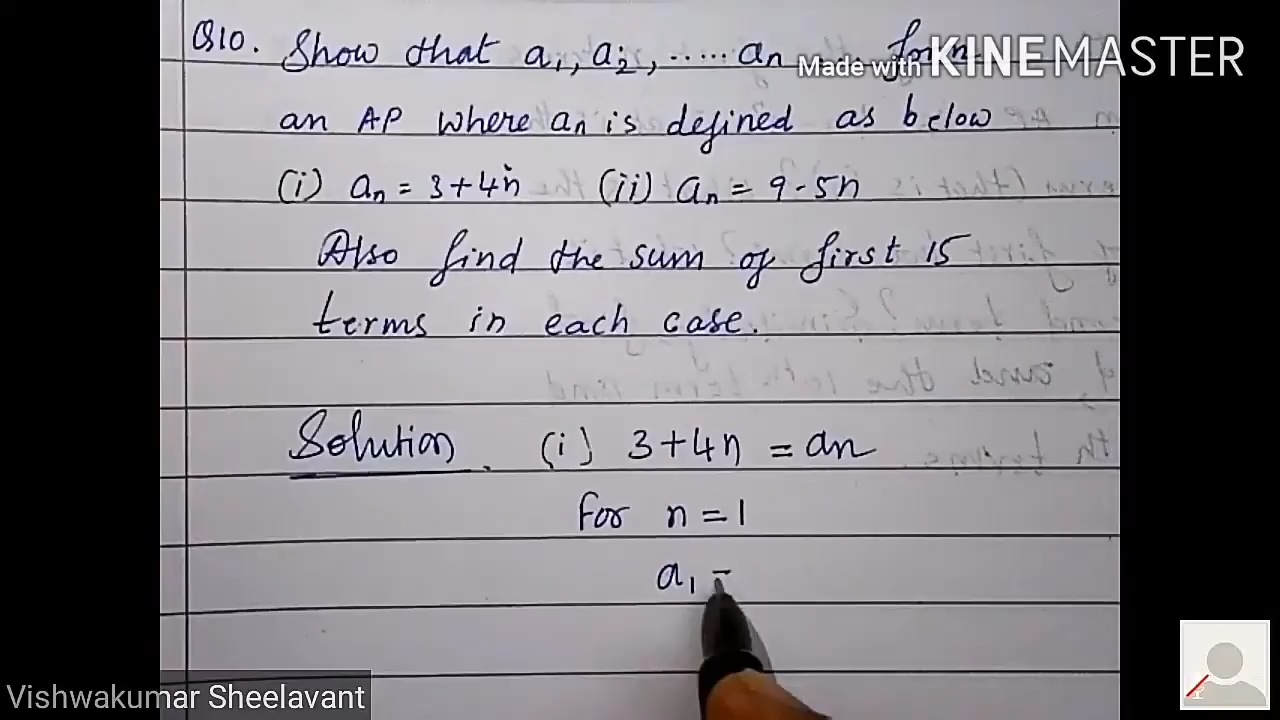 Q10. Show that a₁, a₂, ..... aₙ form
Made with KINEMASTER
an AP where aₙ is defined as below
(i) aₙ = 3+4n (ii) aₙ = 9-5n
Also find the sum of first 15
terms in each case.
Solution. (i) 3+4n = an
For n = 1
a₁ =
Vishwakumar Sheelavant